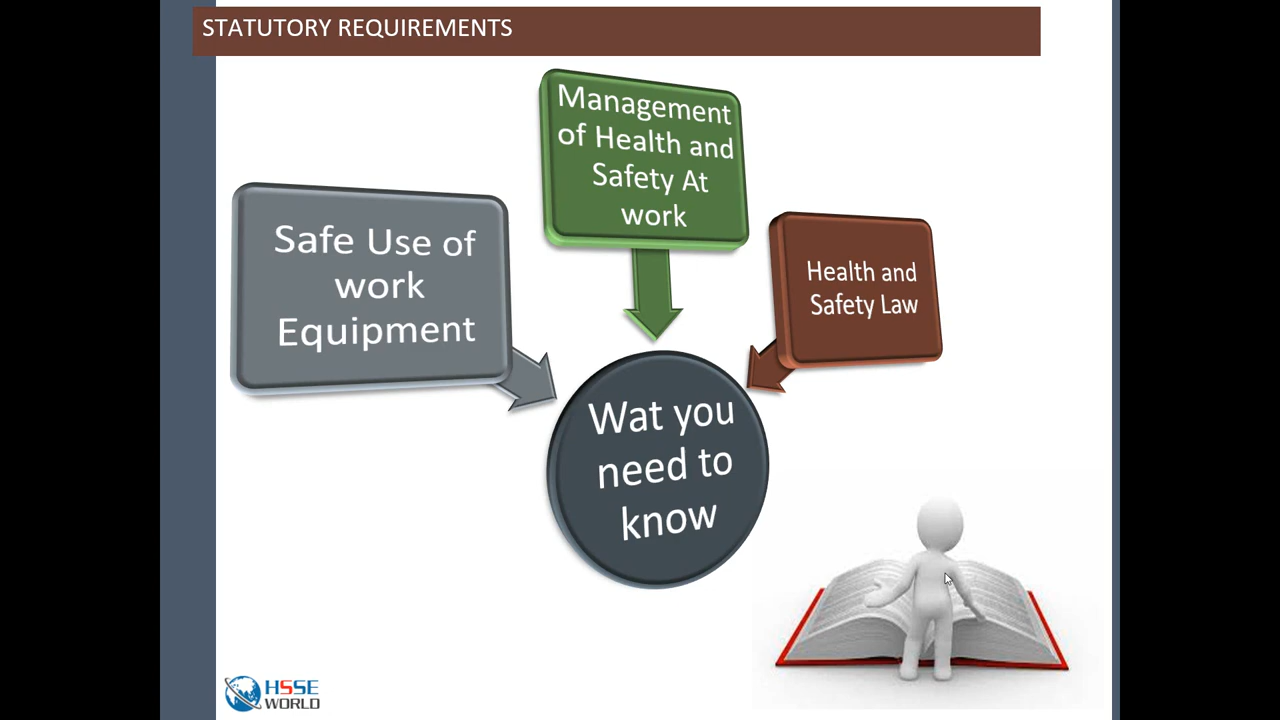 STATUTORY REQUIREMENTS
Management
of Health and
Safety At
work
Safe Use of
work
Equipment
Health and
Safety Law
Wat you
need to
know
HSSE
WORLD